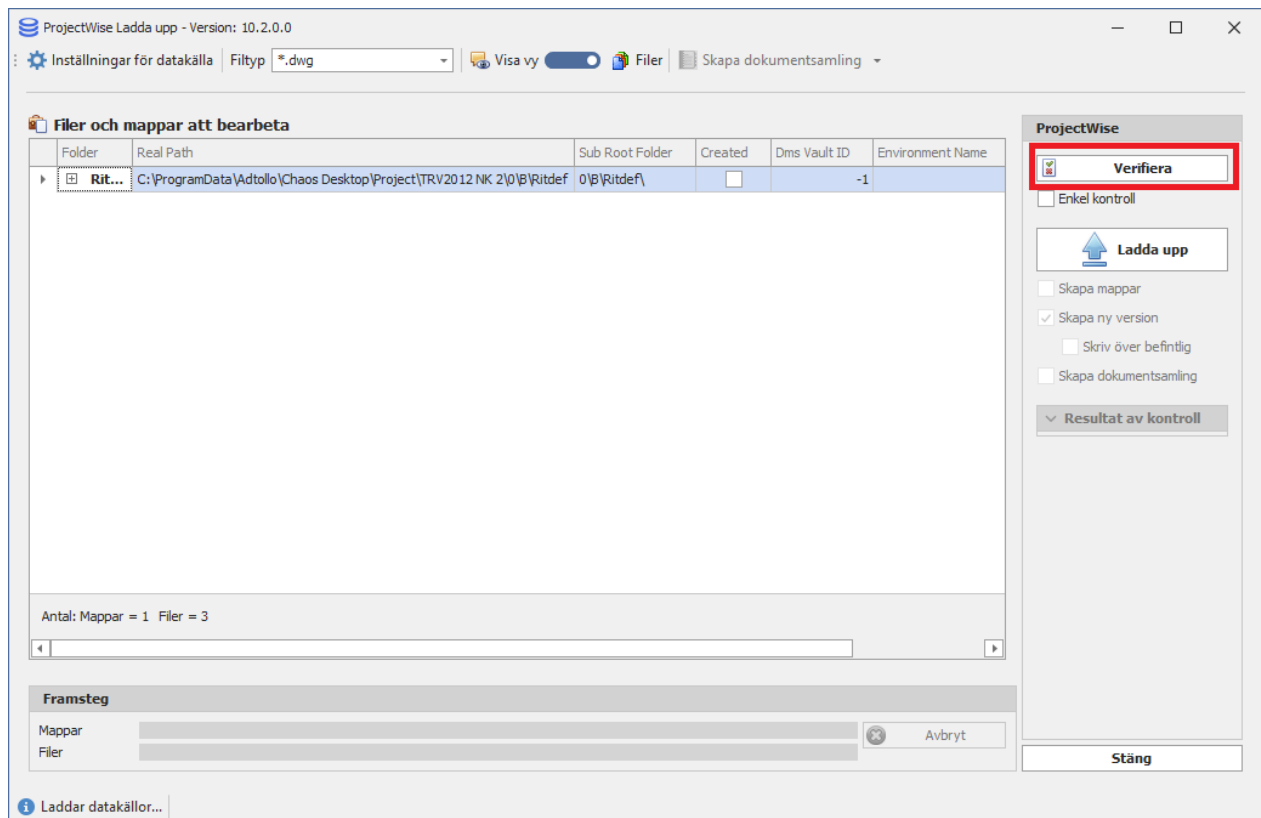 ProjectWise Ladda upp - Version: 10.2.0.0
Inställningar för datakälla Filtyp *.dwg Visa vy Filer Skapa dokumentsamling
Filer och mappar att bearbeta
Folder Real Path Sub Root Folder Created Dms Vault ID Environment Name
Rit... C:\ProgramData\Adtollo\Chaos Desktop\Project\TRV2012 NK 2\0\B\Ritdef 0\B\Ritdef\ -1
Antal: Mappar = 1 Filer = 3
ProjectWise
Verifiera
Enkel kontroll
Ladda upp
Skapa mappar
Skapa ny version
Skriv över befintlig
Skapa dokumentsamling
Resultat av kontroll
Framsteg
Mappar
Filer
Avbryt
Stäng
Laddar datakällor...